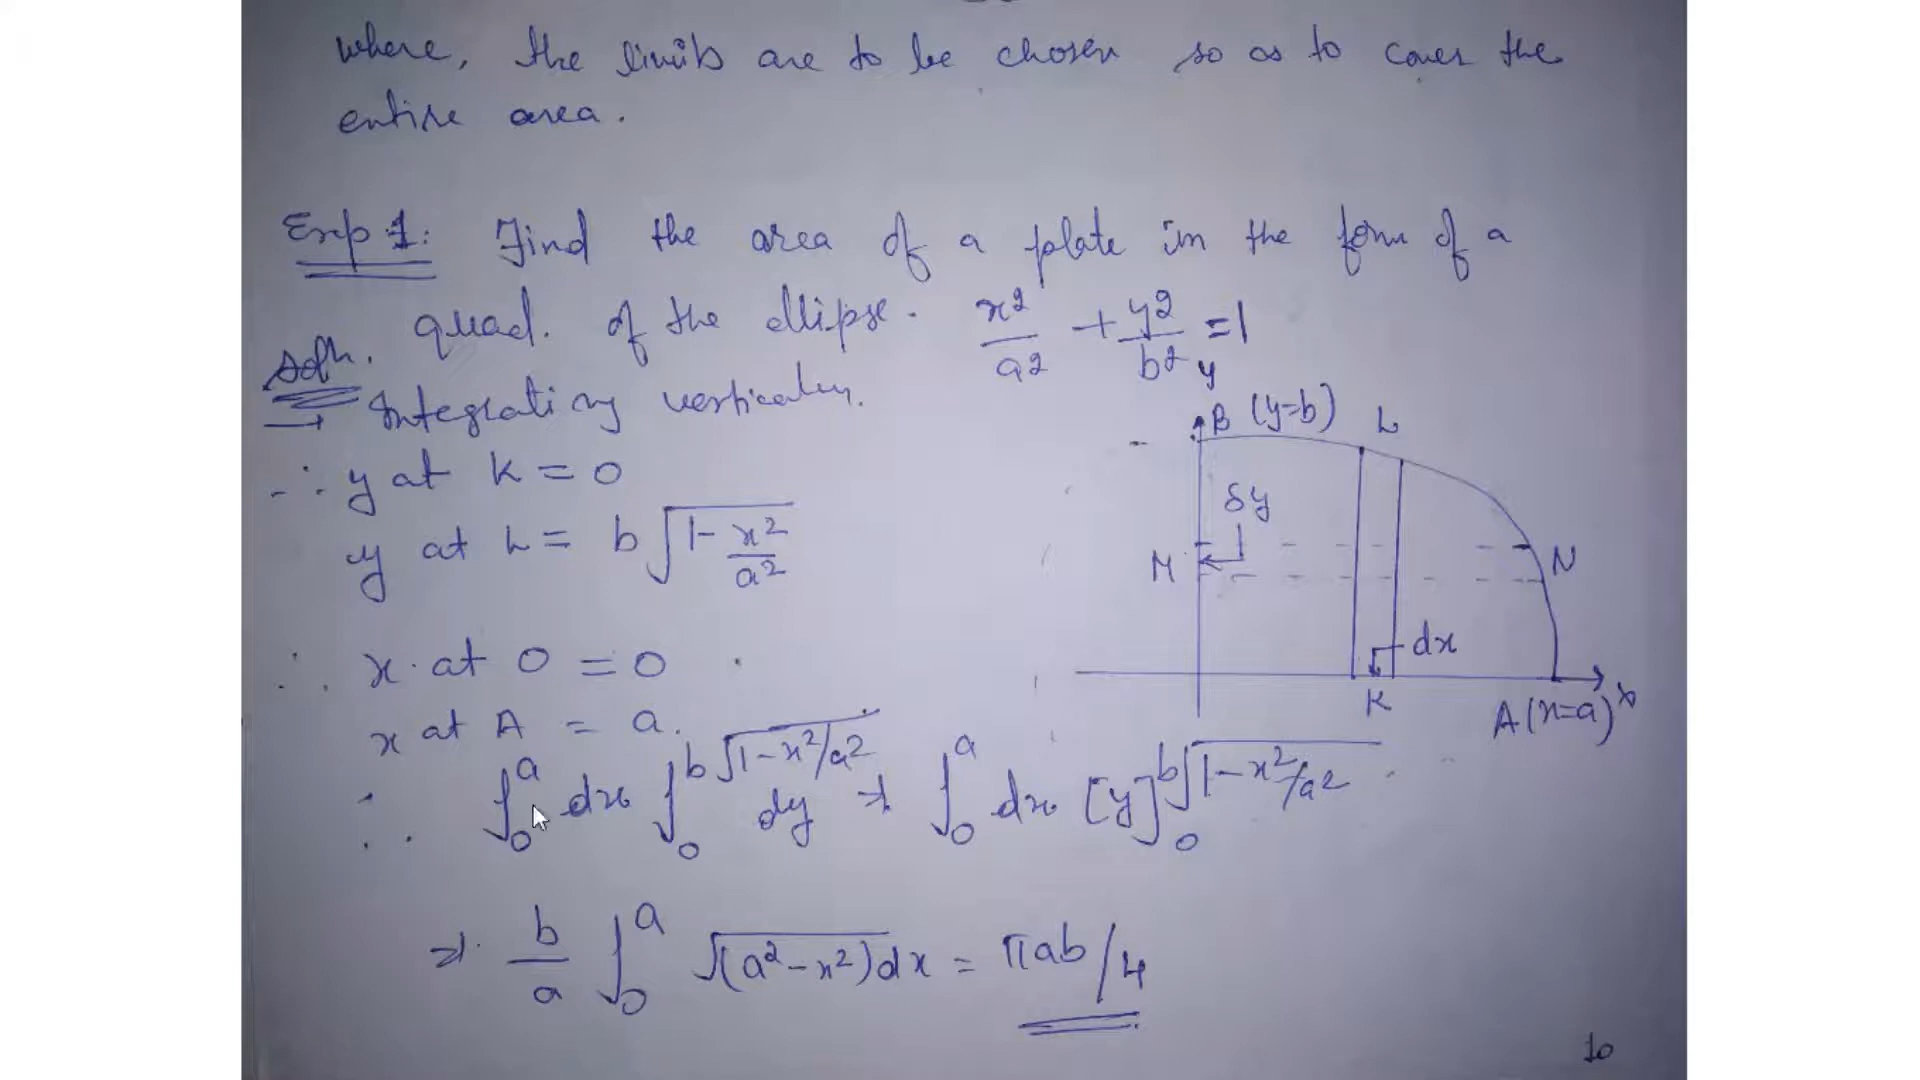 where, the limits are to be chosen so as to cover the
entire area.
Exp 1: Find the area of a plate in the form of a
quad. of the ellipse. x²/a² + y²/b² = 1
Soln.
→ Integrating vertically.
∴ y at K = 0
y at L = b√(1 - x²/a²)
∴ x at O = 0
x at A = a.
∴ ∫₀ᵃ dx ∫₀^(b√(1-x²/a²)) dy ⇒ ∫₀ᵃ dx [y]₀^(b√(1-x²/a²))
⇒ b/a ∫₀ᵃ √(a²-x²) dx = πab/4
y
B (y=b) L
δy
M N
dx
K A (x=a) x
10